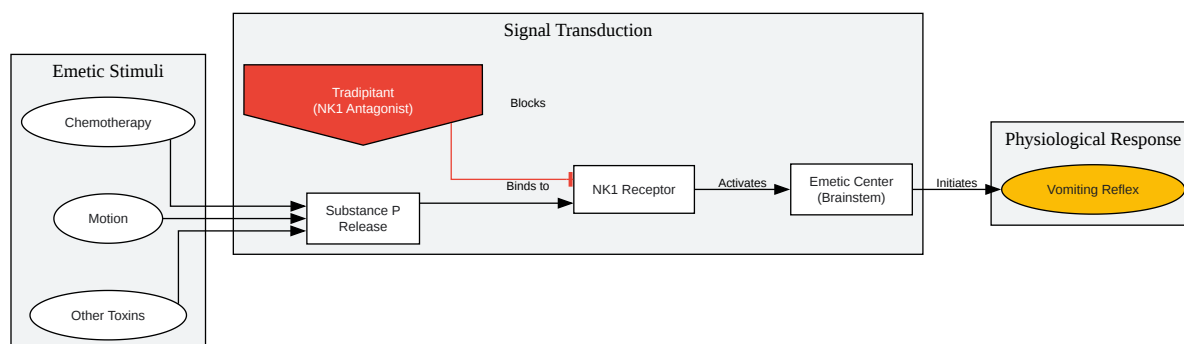 Emetic Stimuli
Chemotherapy
Motion
Other Toxins
Signal Transduction
Tradipitant
(NK1 Antagonist)
Blocks
Substance P
Release
Binds to
NK1 Receptor
Activates
Emetic Center
(Brainstem)
Initiates
Physiological Response
Vomiting Reflex